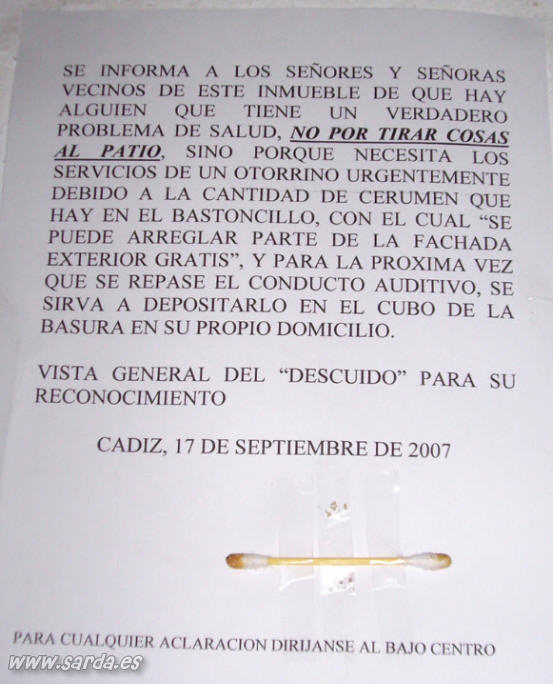 SE INFORMA A LOS SEÑORES Y SEÑORAS
VECINOS DE ESTE INMUEBLE DE QUE HAY
ALGUIEN QUE TIENE UN VERDADERO
PROBLEMA DE SALUD, NO POR TIRAR COSAS
AL PATIO, SINO PORQUE NECESITA LOS
SERVICIOS DE UN OTORRINO URGENTEMENTE
DEBIDO A LA CANTIDAD DE CERUMEN QUE
HAY EN EL BASTONCILLO, CON EL CUAL “SE
PUEDE ARREGLAR PARTE DE LA FACHADA
EXTERIOR GRATIS”, Y PARA LA PROXIMA VEZ
QUE SE REPASE EL CONDUCTO AUDITIVO, SE
SIRVA A DEPOSITARLO EN EL CUBO DE LA
BASURA EN SU PROPIO DOMICILIO.
VISTA GENERAL DEL “DESCUIDO” PARA SU
RECONOCIMIENTO
CADIZ, 17 DE SEPTIEMBRE DE 2007
PARA CUALQUIER ACLARACION DIRIJANSE AL BAJO CENTRO
www.sarda.es